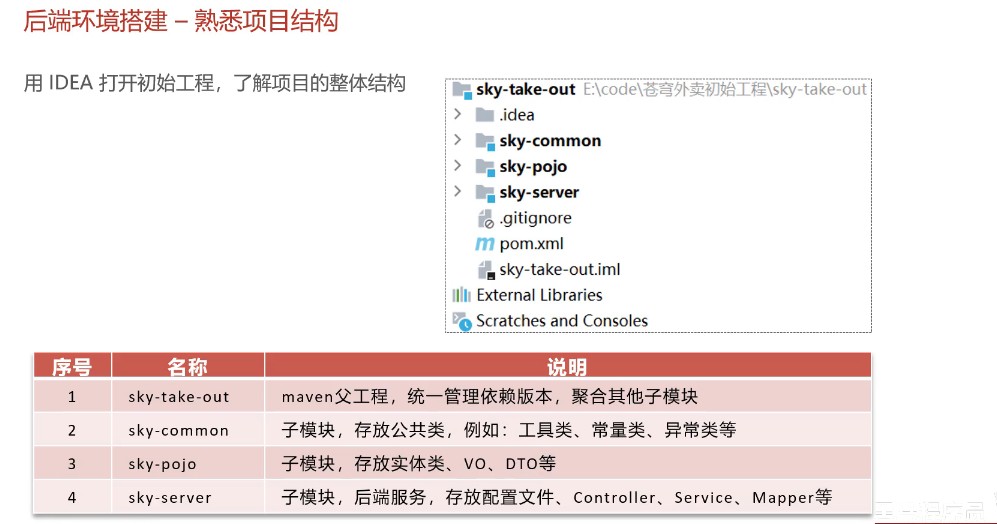 后端环境搭建 – 熟悉项目结构
用 IDEA 打开初始工程，了解项目的整体结构
sky-take-out E:\code\苍穹外卖初始工程\sky-take-out
.idea
sky-common
sky-pojo
sky-server
.gitignore
pom.xml
sky-take-out.iml
External Libraries
Scratches and Consoles
序号 名称 说明
1 sky-take-out maven父工程，统一管理依赖版本，聚合其他子模块
2 sky-common 子模块，存放公共类，例如：工具类、常量类、异常类等
3 sky-pojo 子模块，存放实体类、VO、DTO等
4 sky-server 子模块，后端服务，存放配置文件、Controller、Service、Mapper等